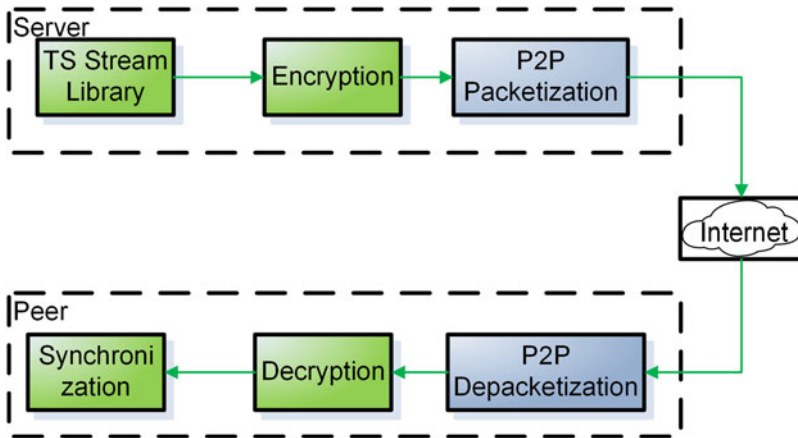 Server
TS Stream
Library
Encryption
P2P
Packetization
Internet
Peer
Synchroni
zation
Decryption
P2P
Depacketization